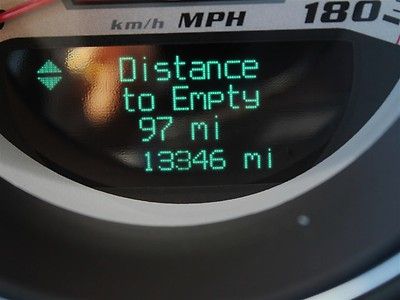 km/h MPH 180
Distance
to Empty
97 mi
13346 mi